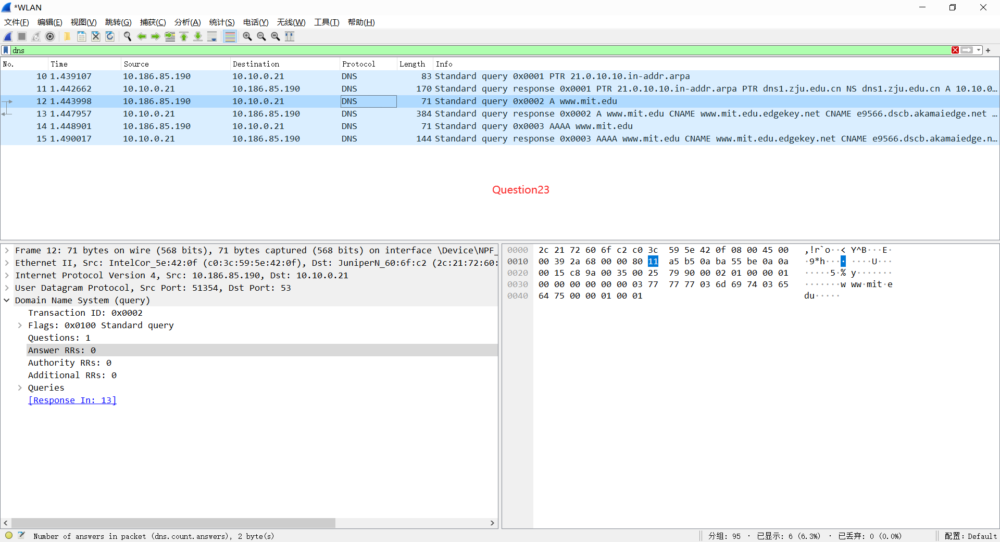 *WLAN
文件(F) 编辑(E) 视图(V) 跳转(G) 捕获(C) 分析(A) 统计(S) 电话(Y) 无线(W) 工具(T) 帮助(H)
dns
No. Time Source Destination Protocol Length Info
10 1.439107 10.186.85.190 10.10.0.21 DNS 83 Standard query 0x0001 PTR 21.0.10.10.in-addr.arpa
11 1.442662 10.10.0.21 10.186.85.190 DNS 170 Standard query response 0x0001 PTR 21.0.10.10.in-addr.arpa PTR dns1.zju.edu.cn NS dns1.zju.edu.cn A 10.10.0…
12 1.443998 10.186.85.190 10.10.0.21 DNS 71 Standard query 0x0002 A www.mit.edu
13 1.447957 10.10.0.21 10.186.85.190 DNS 384 Standard query response 0x0002 A www.mit.edu CNAME www.mit.edu.edgekey.net CNAME e9566.dscb.akamaiedge.net …
14 1.448901 10.186.85.190 10.10.0.21 DNS 71 Standard query 0x0003 AAAA www.mit.edu
15 1.490017 10.10.0.21 10.186.85.190 DNS 144 Standard query response 0x0003 AAAA www.mit.edu CNAME www.mit.edu.edgekey.net CNAME e9566.dscb.akamaiedge.n…
Question23
Frame 12: 71 bytes on wire (568 bits), 71 bytes captured (568 bits) on interface \Device\NPF_
Ethernet II, Src: IntelCor_5e:42:0f (c0:3c:59:5e:42:0f), Dst: JuniperN_60:6f:c2 (2c:21:72:60:
Internet Protocol Version 4, Src: 10.186.85.190, Dst: 10.10.0.21
User Datagram Protocol, Src Port: 51354, Dst Port: 53
Domain Name System (query)
Transaction ID: 0x0002
Flags: 0x0100 Standard query
Questions: 1
Answer RRs: 0
Authority RRs: 0
Additional RRs: 0
Queries
[Response In: 13]
0000 2c 21 72 60 6f c2 c0 3c 59 5e 42 0f 08 00 45 00 ,!r`o··< Y^B···E·
0010 00 39 2a 68 00 00 80 11 a5 b5 0a ba 55 be 0a 0a ·9*h···· ····U···
0020 00 15 c8 9a 00 35 00 25 79 90 00 02 01 00 00 01 ·····5·% y·······
0030 00 00 00 00 00 00 03 77 77 77 03 6d 69 74 03 65 ·······w ww·mit·e
0040 64 75 00 00 01 00 01 du·····
Number of answers in packet (dns.count.answers), 2 byte(s)
分组: 95 · 已显示: 6 (6.3%) · 已丢弃: 0 (0.0%)
配置: Default